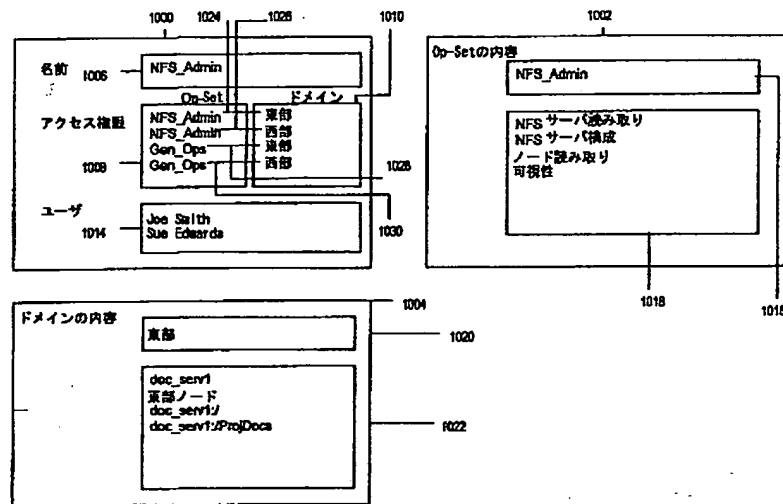 1000
1024
1026
1010
1002
名前
1006
NFS_Admin
Op-Set
ドメイン
アクセス権限
1008
NFS_Admin
NFS_Admin
Gen_Ops
Gen_Ops
東部
西部
東部
西部
1028
1030
ユーザ
1014
Joe Smith
Sue Edwards
Op-Setの内容
NFS_Admin
NFS サーバ読み取り
NFS サーバ構成
ノード読み取り
可視性
1018
1016
1004
ドメインの内容
東部
1020
doc_serv1
東部ノード
doc_serv1:/
doc_serv1:/ProjDocs
1022